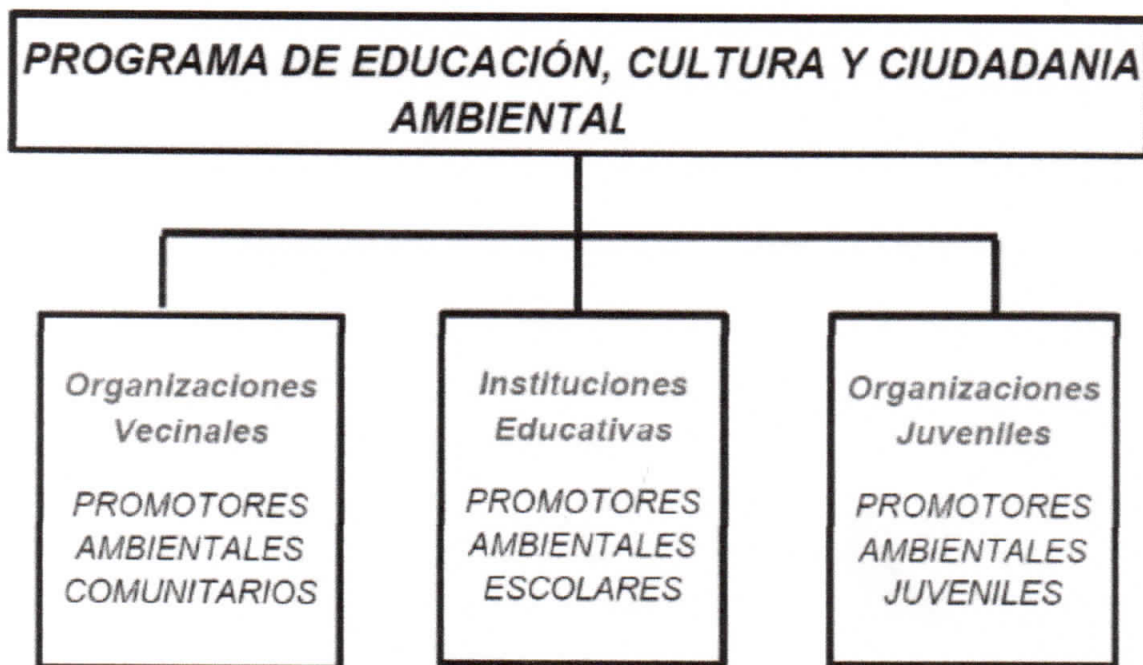 PROGRAMA DE EDUCACIÓN, CULTURA Y CIUDADANIA
AMBIENTAL
Organizaciones
Vecinales
PROMOTORES
AMBIENTALES
COMUNITARIOS
Instituciones
Educativas
PROMOTORES
AMBIENTALES
ESCOLARES
Organizaciones
Juveniles
PROMOTORES
AMBIENTALES
JUVENILES